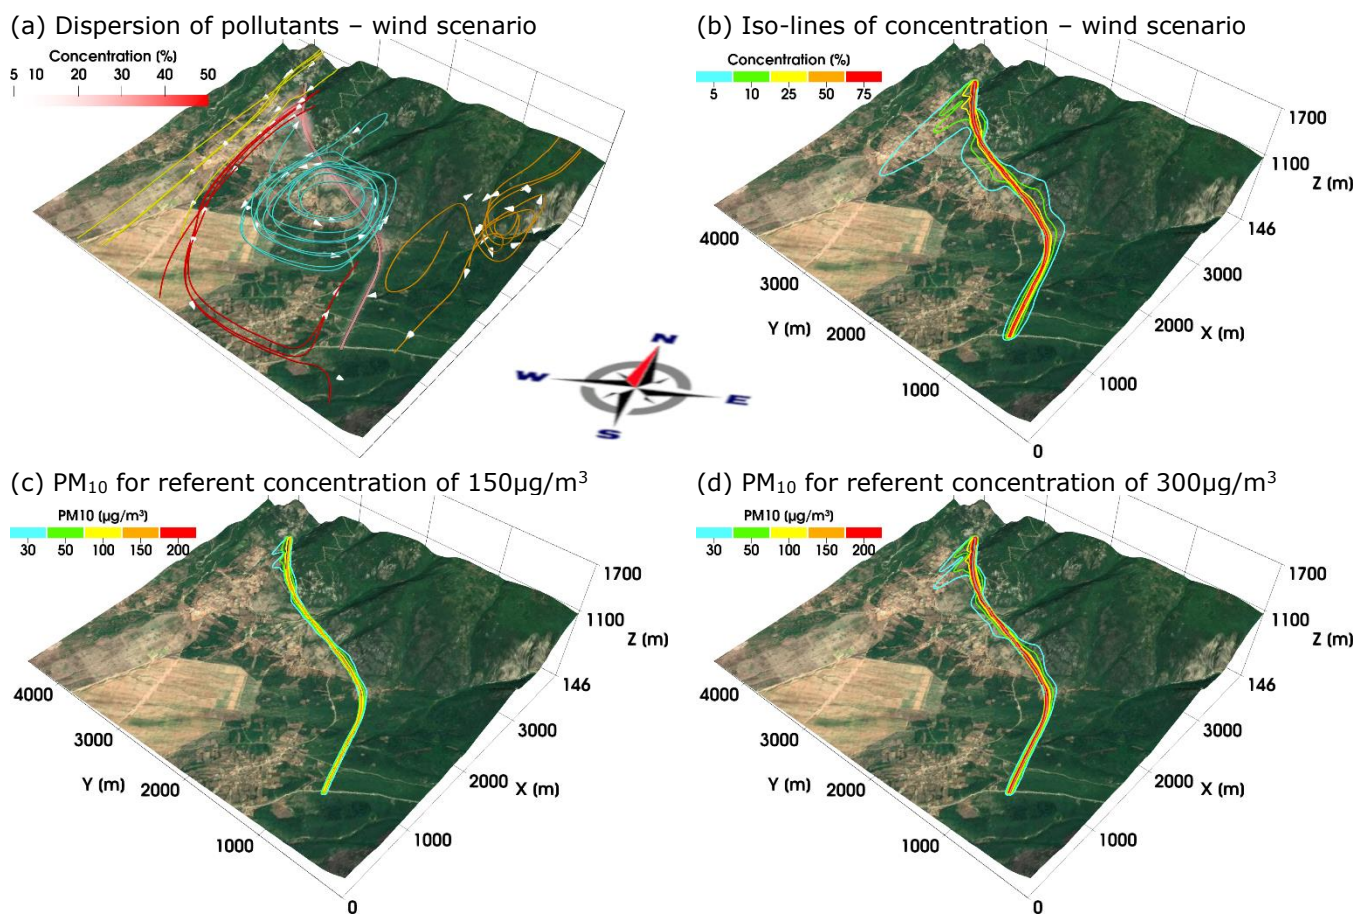 (a) Dispersion of pollutants – wind scenario
Concentration (%)
5 10 20 30 40 50
(b) Iso-lines of concentration – wind scenario
Concentration (%)
5 10 25 50 75
1700
1100
Z (m)
146
4000
3000
3000
Y (m)
2000
2000
X (m)
1000
1000
0
N
W
E
S
(c) PM10 for referent concentration of 150µg/m³
PM10 (µg/m³)
30 50 100 150 200
1700
1100
Z (m)
146
4000
3000
3000
Y (m)
2000
2000
X (m)
1000
1000
0
(d) PM10 for referent concentration of 300µg/m³
PM10 (µg/m³)
30 50 100 150 200
1700
1100
Z (m)
146
4000
3000
3000
Y (m)
2000
2000
X (m)
1000
1000
0